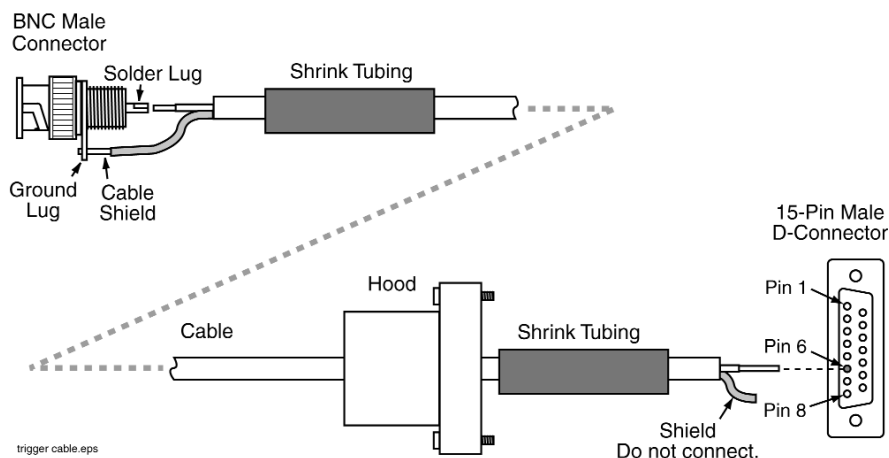 BNC Male
Connector
Solder Lug
Shrink Tubing
Ground
Lug
Cable
Shield
15-Pin Male
D-Connector
Hood
Pin 1
Cable
Shrink Tubing
Pin 6
Pin 8
Shield
Do not connect.
trigger cable.eps